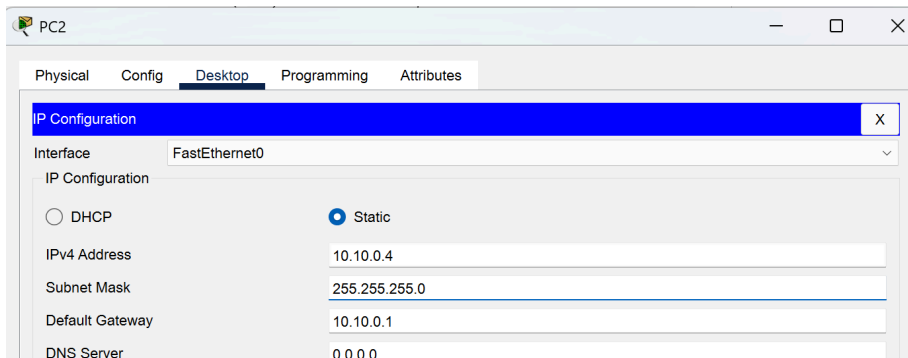 PC2
Physical Config Desktop Programming Attributes
IP Configuration X
Interface FastEthernet0
IP Configuration
DHCP Static
IPv4 Address 10.10.0.4
Subnet Mask 255.255.255.0
Default Gateway 10.10.0.1
DNS Server 0.0.0.0